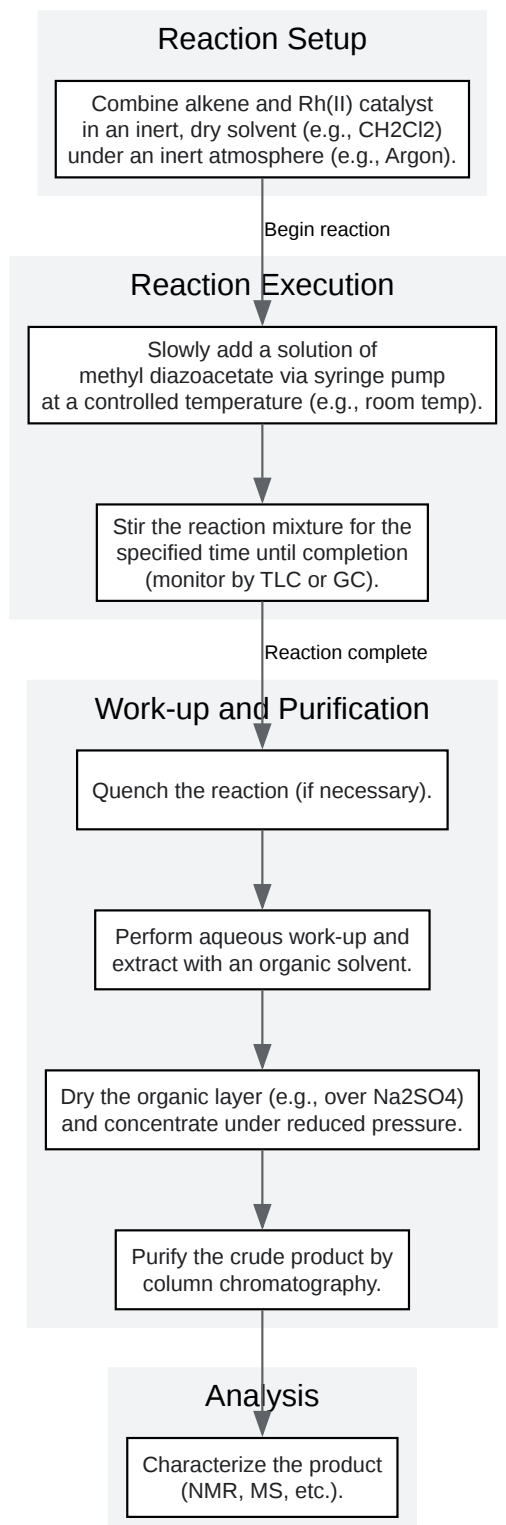 Reaction Setup
Combine alkene and Rh(II) catalyst
in an inert, dry solvent (e.g., CH2Cl2)
under an inert atmosphere (e.g., Argon).
Begin reaction
Reaction Execution
Slowly add a solution of
methyl diazoacetate via syringe pump
at a controlled temperature (e.g., room temp).
Stir the reaction mixture for the
specified time until completion
(monitor by TLC or GC).
Reaction complete
Work-up and Purification
Quench the reaction (if necessary).
Perform aqueous work-up and
extract with an organic solvent.
Dry the organic layer (e.g., over Na2SO4)
and concentrate under reduced pressure.
Purify the crude product by
column chromatography.
Analysis
Characterize the product
(NMR, MS, etc.).